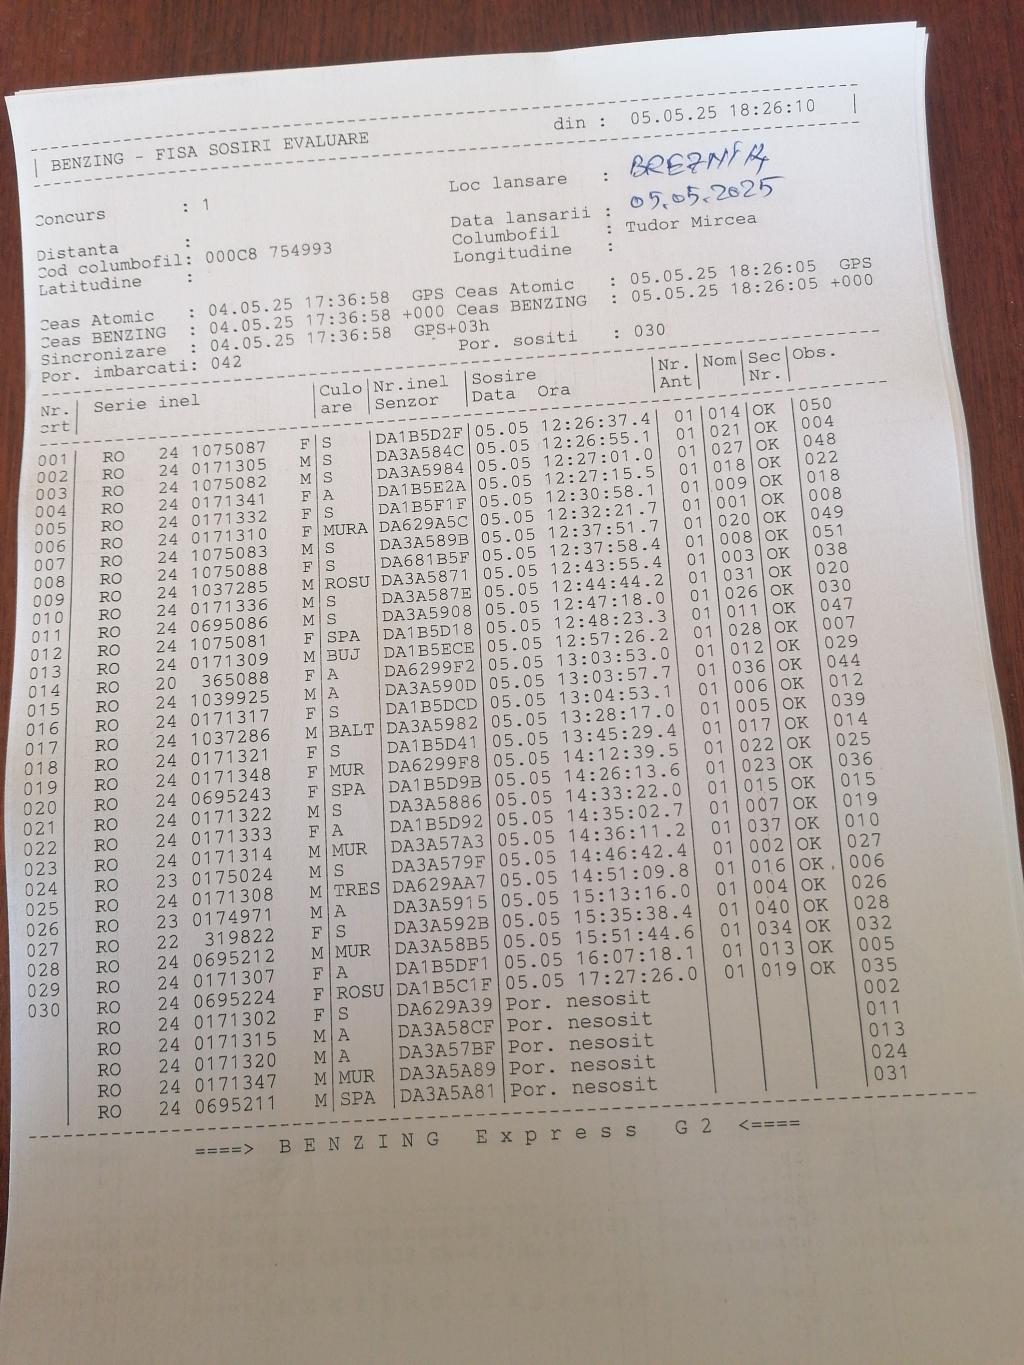 BENZING - FISA SOSIRI EVALUARE din : 05.05.25 18:26:10
Concurs : 1 Loc lansare : BREZNIK
Data lansarii : 05.05.2025
Distanta :
Cod columbofil: 000C8 754993 Columbofil : Tudor Mircea
Latitudine : Longitudine :
Ceas Atomic : 04.05.25 17:36:58 GPS Ceas Atomic : 05.05.25 18:26:05 GPS
Ceas BENZING : 04.05.25 17:36:58 +000 Ceas BENZING : 05.05.25 18:26:05 +000
Sincronizare : 04.05.25 17:36:58 GPS+03h
Por. imbarcati: 042 Por. sositi : 030
Nr. | Serie inel | Culo | Nr.inel | Sosire | Nr. | Nom | Sec | Obs.
crt | are | Senzor | Data Ora | Ant | Nr.
001 | RO 24 1075087 F | S | DA1B5D2F | 05.05 12:26:37.4 | 01 | 014 | OK | 050
002 | RO 24 0171305 M | S | DA3A584C | 05.05 12:26:55.1 | 01 | 021 | OK | 004
003 | RO 24 1075082 M | S | DA3A5984 | 05.05 12:27:01.0 | 01 | 027 | OK | 048
004 | RO 24 0171341 F | A | DA1B5E2A | 05.05 12:27:15.5 | 01 | 018 | OK | 022
005 | RO 24 0171332 F | S | DA1B5F1F | 05.05 12:30:58.1 | 01 | 009 | OK | 018
006 | RO 24 0171310 F | MURA | DA629A5C | 05.05 12:32:21.7 | 01 | 001 | OK | 008
007 | RO 24 1075083 M | S | DA3A589B | 05.05 12:37:51.7 | 01 | 020 | OK | 049
008 | RO 24 1075088 F | S | DA681B5F | 05.05 12:37:58.4 | 01 | 008 | OK | 051
009 | RO 24 1037285 M | ROSU | DA3A5871 | 05.05 12:43:55.4 | 01 | 003 | OK | 038
010 | RO 24 0171336 M | S | DA3A587E | 05.05 12:44:44.2 | 01 | 031 | OK | 020
011 | RO 24 0695086 M | S | DA3A5908 | 05.05 12:47:18.0 | 01 | 026 | OK | 030
012 | RO 24 1075081 F | SPA | DA1B5D18 | 05.05 12:48:23.3 | 01 | 011 | OK | 047
013 | RO 24 0171309 M | BUJ | DA1B5ECE | 05.05 12:57:26.2 | 01 | 028 | OK | 007
014 | RO 20 365088 F | A | DA6299F2 | 05.05 13:03:53.0 | 01 | 012 | OK | 029
015 | RO 24 1039925 M | A | DA3A590D | 05.05 13:03:57.7 | 01 | 036 | OK | 044
016 | RO 24 0171317 F | S | DA1B5DCD | 05.05 13:04:53.1 | 01 | 006 | OK | 012
017 | RO 24 1037286 M | BALT | DA3A5982 | 05.05 13:28:17.0 | 01 | 005 | OK | 039
018 | RO 24 0171321 F | S | DA1B5D41 | 05.05 13:45:29.4 | 01 | 017 | OK | 014
019 | RO 24 0171348 F | MUR | DA6299F8 | 05.05 14:12:39.5 | 01 | 022 | OK | 025
020 | RO 24 0695243 F | SPA | DA1B5D9B | 05.05 14:26:13.6 | 01 | 023 | OK | 036
021 | RO 24 0171322 M | S | DA3A5886 | 05.05 14:33:22.0 | 01 | 015 | OK | 015
022 | RO 24 0171333 F | A | DA1B5D92 | 05.05 14:35:02.7 | 01 | 007 | OK | 019
023 | RO 24 0171314 M | MUR | DA3A57A3 | 05.05 14:36:11.2 | 01 | 037 | OK | 010
024 | RO 23 0175024 M | S | DA3A579F | 05.05 14:46:42.4 | 01 | 002 | OK | 027
025 | RO 24 0171308 M | TRES | DA629AA7 | 05.05 14:51:09.8 | 01 | 016 | OK | 006
026 | RO 23 0174971 M | A | DA3A5915 | 05.05 15:13:16.0 | 01 | 004 | OK | 026
027 | RO 22 319822 F | S | DA3A592B | 05.05 15:35:38.4 | 01 | 040 | OK | 028
028 | RO 24 0695212 M | MUR | DA3A58B5 | 05.05 15:51:44.6 | 01 | 034 | OK | 032
029 | RO 24 0171307 F | A | DA1B5DF1 | 05.05 16:07:18.1 | 01 | 013 | OK | 005
030 | RO 24 0695224 F | ROSU | DA1B5C1F | 05.05 17:27:26.0 | 01 | 019 | OK | 035
RO 24 0171302 F | S | DA629A39 | Por. nesosit | 002
RO 24 0171315 M | A | DA3A58CF | Por. nesosit | 011
RO 24 0171320 M | A | DA3A57BF | Por. nesosit | 013
RO 24 0171347 M | MUR | DA3A5A89 | Por. nesosit | 024
RO 24 0695211 M | SPA | DA3A5A81 | Por. nesosit | 031
====> B E N Z I N G E x p r e s s G 2 <====